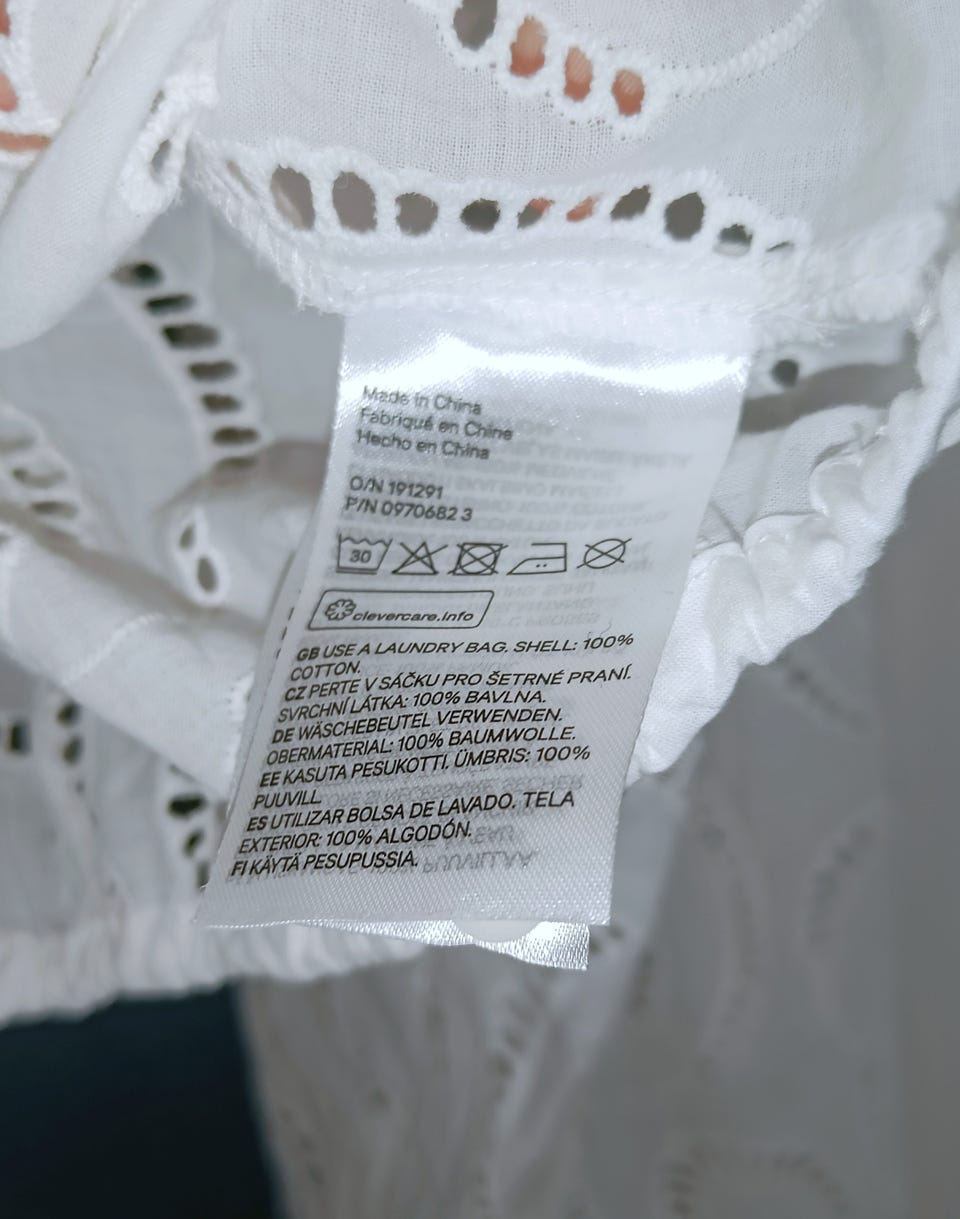 Made in China
Fabriqué en Chine
Hecho en China
O/N 191291
P/N 0970682 3
30
clevercare.info
GB USE A LAUNDRY BAG. SHELL: 100%
COTTON.
CZ PERTE V SÁČKU PRO ŠETRNÉ PRANÍ.
SVRCHNÍ LÁTKA: 100% BAVLNA.
DE WÄSCHEBEUTEL VERWENDEN.
OBERMATERIAL: 100% BAUMWOLLE.
EE KASUTA PESUKOTTI, ÜMBRIS: 100%
PUUVILL.
ES UTILIZAR BOLSA DE LAVADO. TELA
EXTERIOR: 100% ALGODÓN.
FI KÄYTÄ PESUPUSSIA.